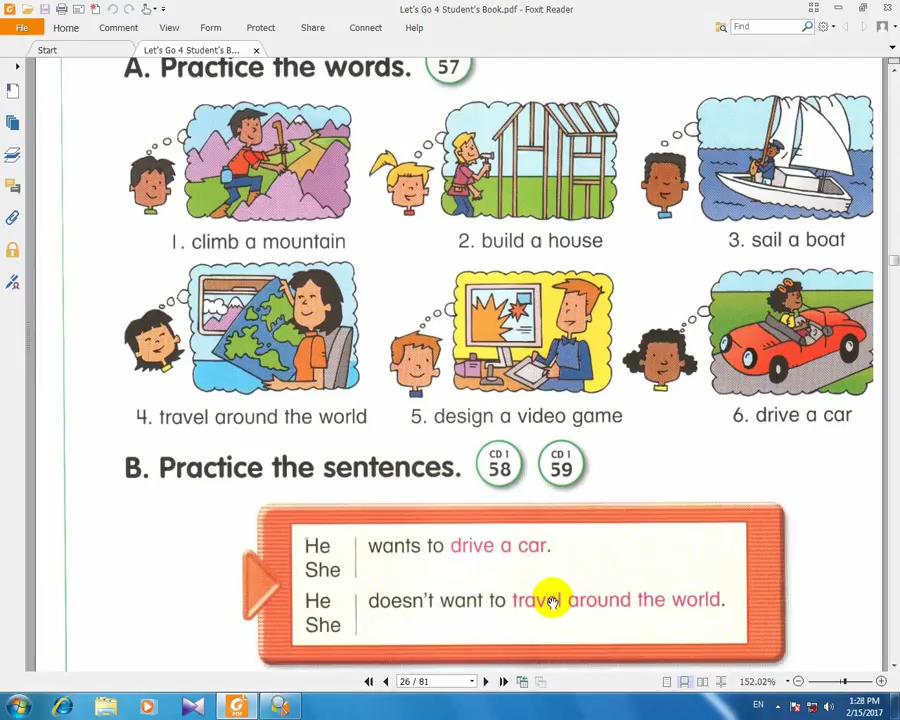 Let's Go 4 Student's Book.pdf - Foxit Reader
File Home Comment View Form Protect Share Connect Help Find
Start Let's Go 4 Student's B...
A. Practice the words. 57
1. climb a mountain 2. build a house 3. sail a boat
4. travel around the world 5. design a video game 6. drive a car
B. Practice the sentences. CD 1 58 CD 1 59
He wants to drive a car.
She
He doesn't want to travel around the world.
She
26 / 81 152.02%
EN 1:28 PM
2/15/2017